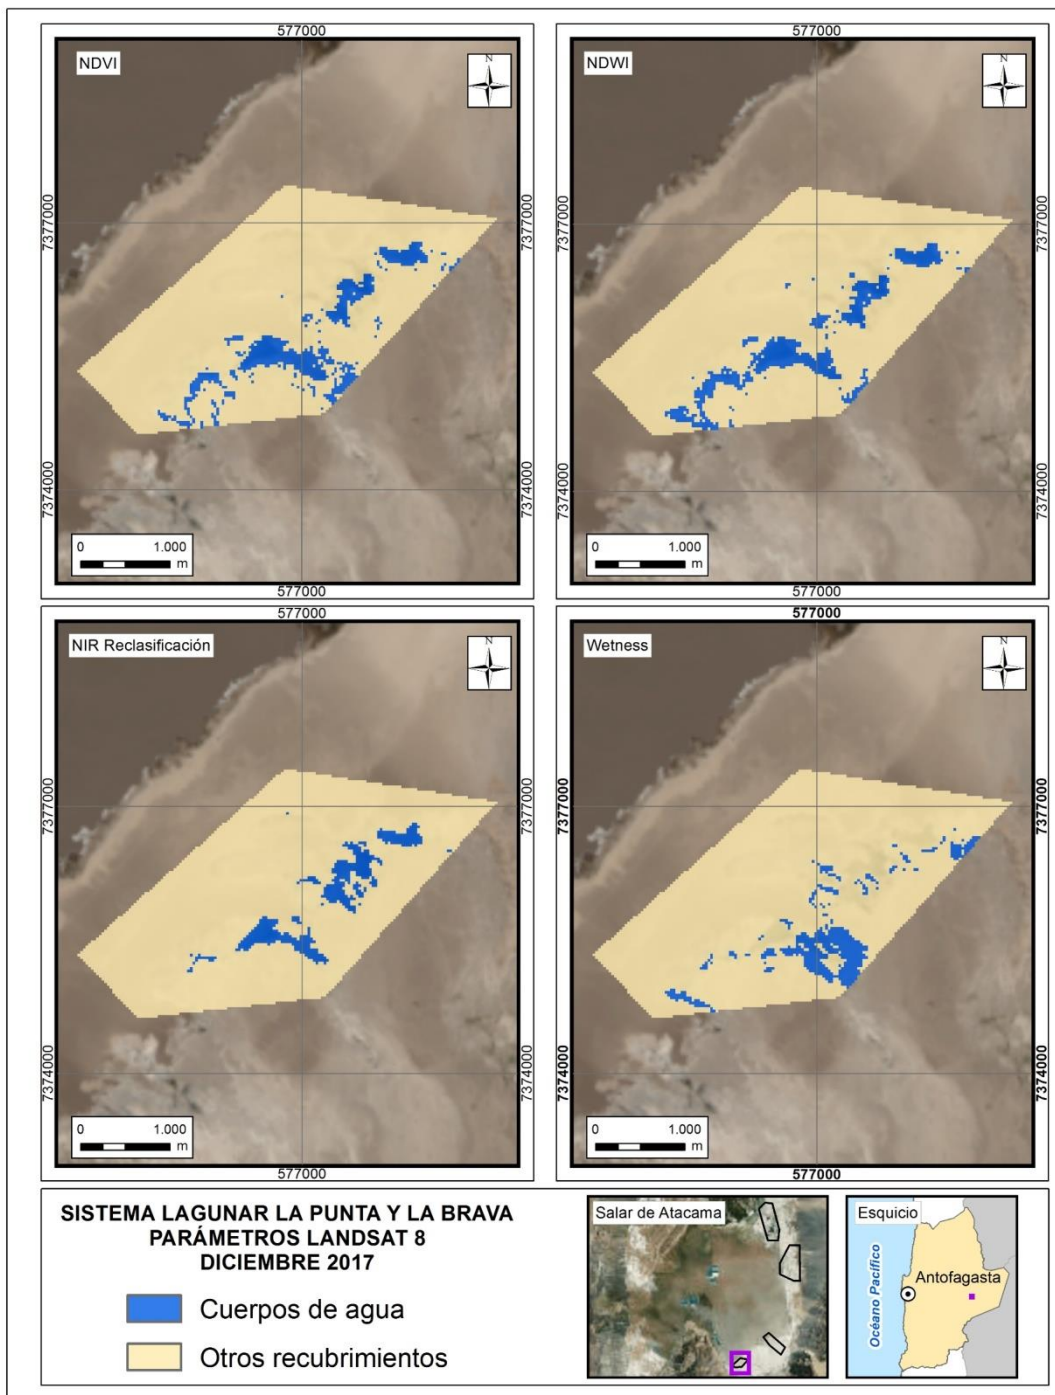 577000
577000
NDVI
N
NDWI
N
7377000
7377000
7377000
7377000
7374000
7374000
7374000
7374000
0 1.000
m
0 1.000
m
577000
577000
577000
577000
NIR Reclasificación
N
Wetness
N
7377000
7377000
7377000
7377000
7374000
7374000
7374000
7374000
0 1.000
m
0 1.000
m
577000
577000
SISTEMA LAGUNAR LA PUNTA Y LA BRAVA
PARÁMETROS LANDSAT 8
DICIEMBRE 2017
Cuerpos de agua
Otros recubrimientos
Salar de Atacama
Esquicio
Antofagasta
Océano Pacífico